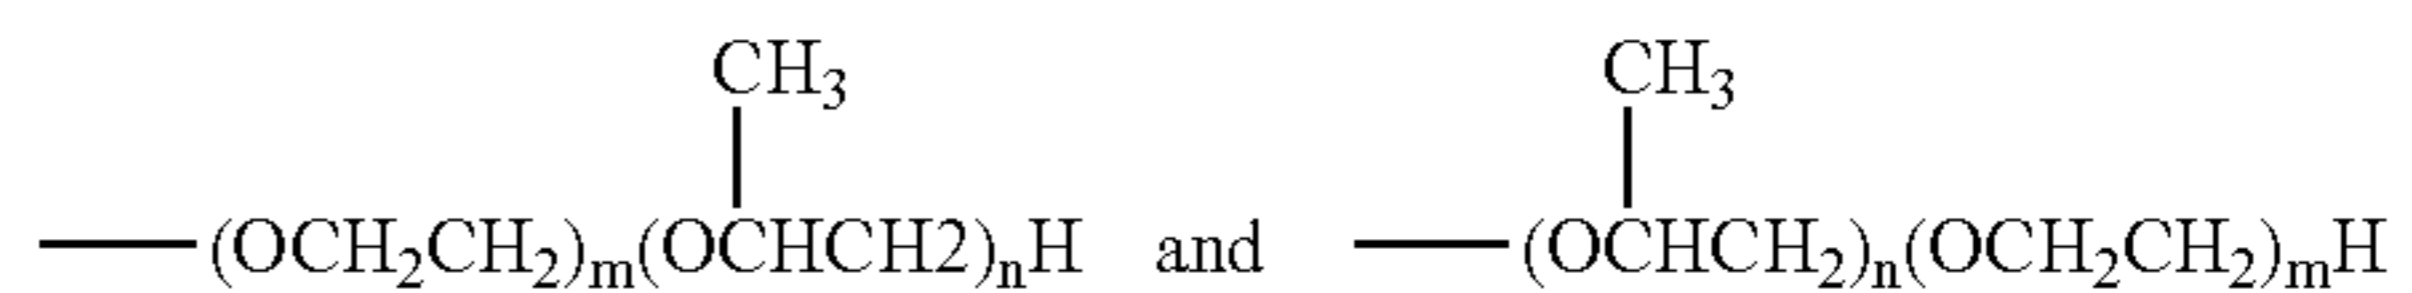 CH₃ CH₃
(OCH₂CH₂)ₘ(OCHCH2)ₙH and (OCHCH₂)ₙ(OCH₂CH₂)ₘH